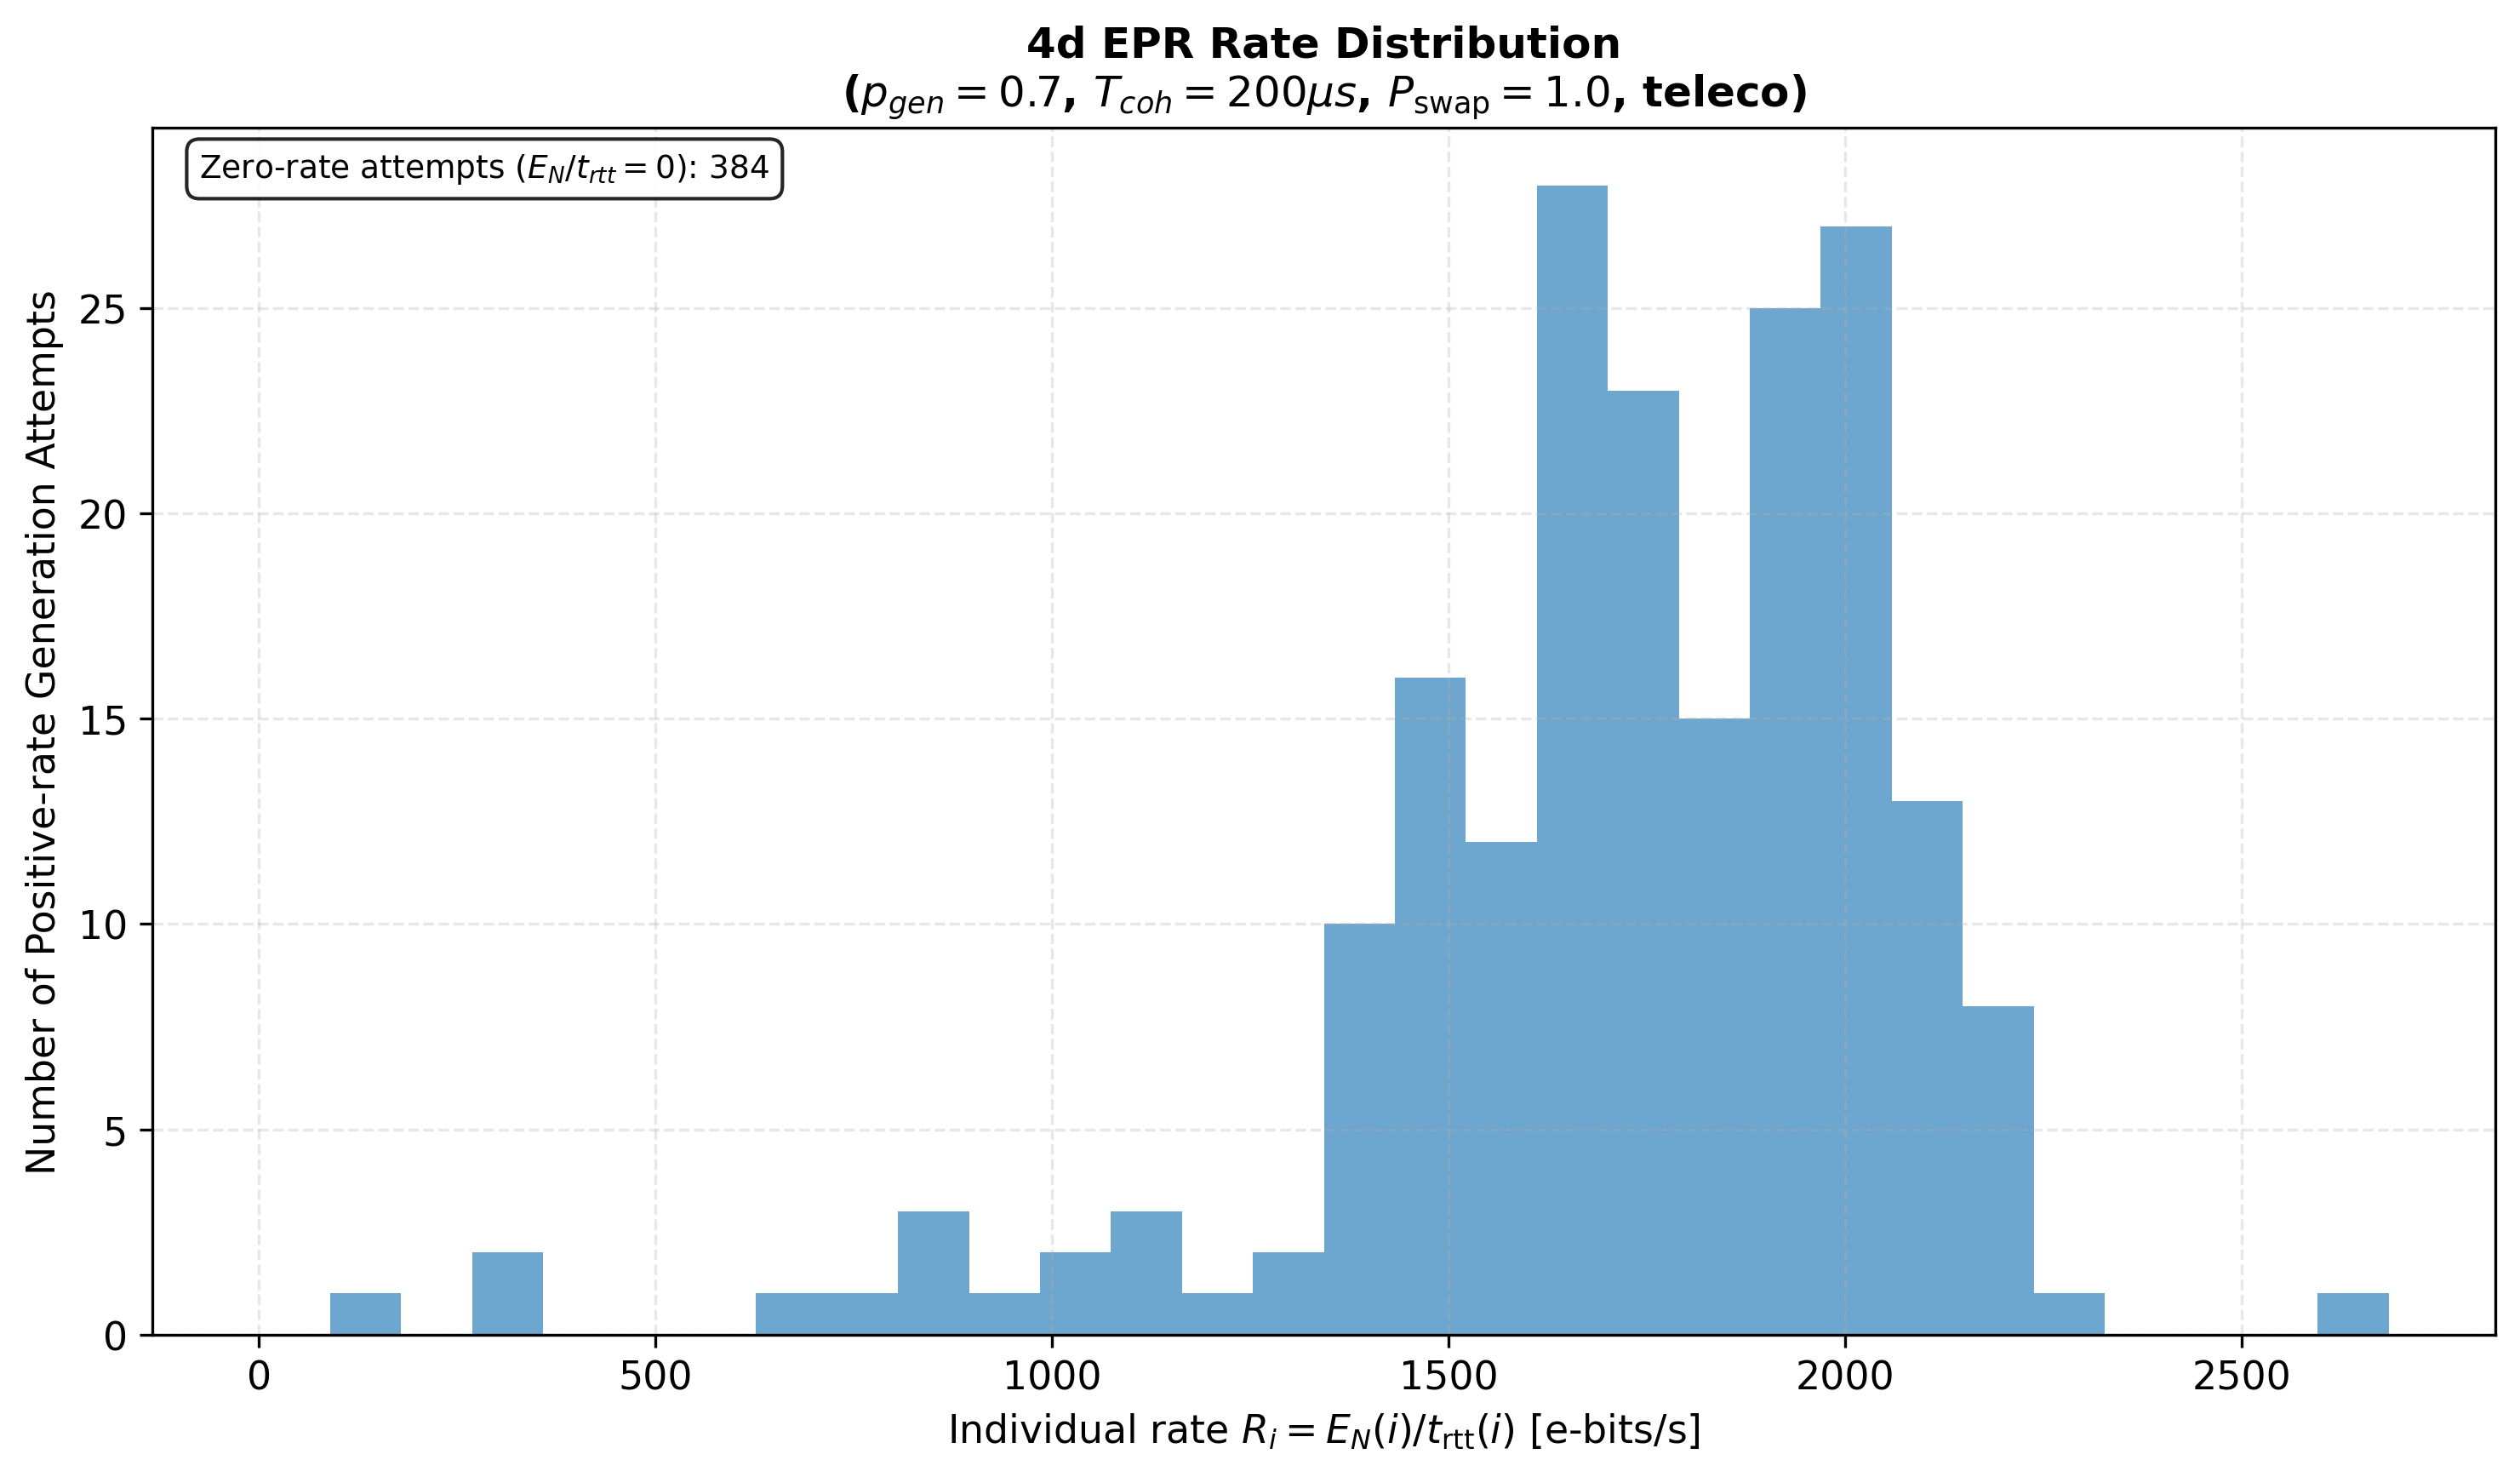 4d EPR Rate Distribution
(p_gen = 0.7, T_coh = 200μs, P_swap = 1.0, teleco)
Zero-rate attempts (E_N/t_rtt = 0): 384
Number of Positive-rate Generation Attempts
25
20
15
10
5
0
0 500 1000 1500 2000 2500
Individual rate R_i = E_N(i)/t_rtt(i) [e-bits/s]